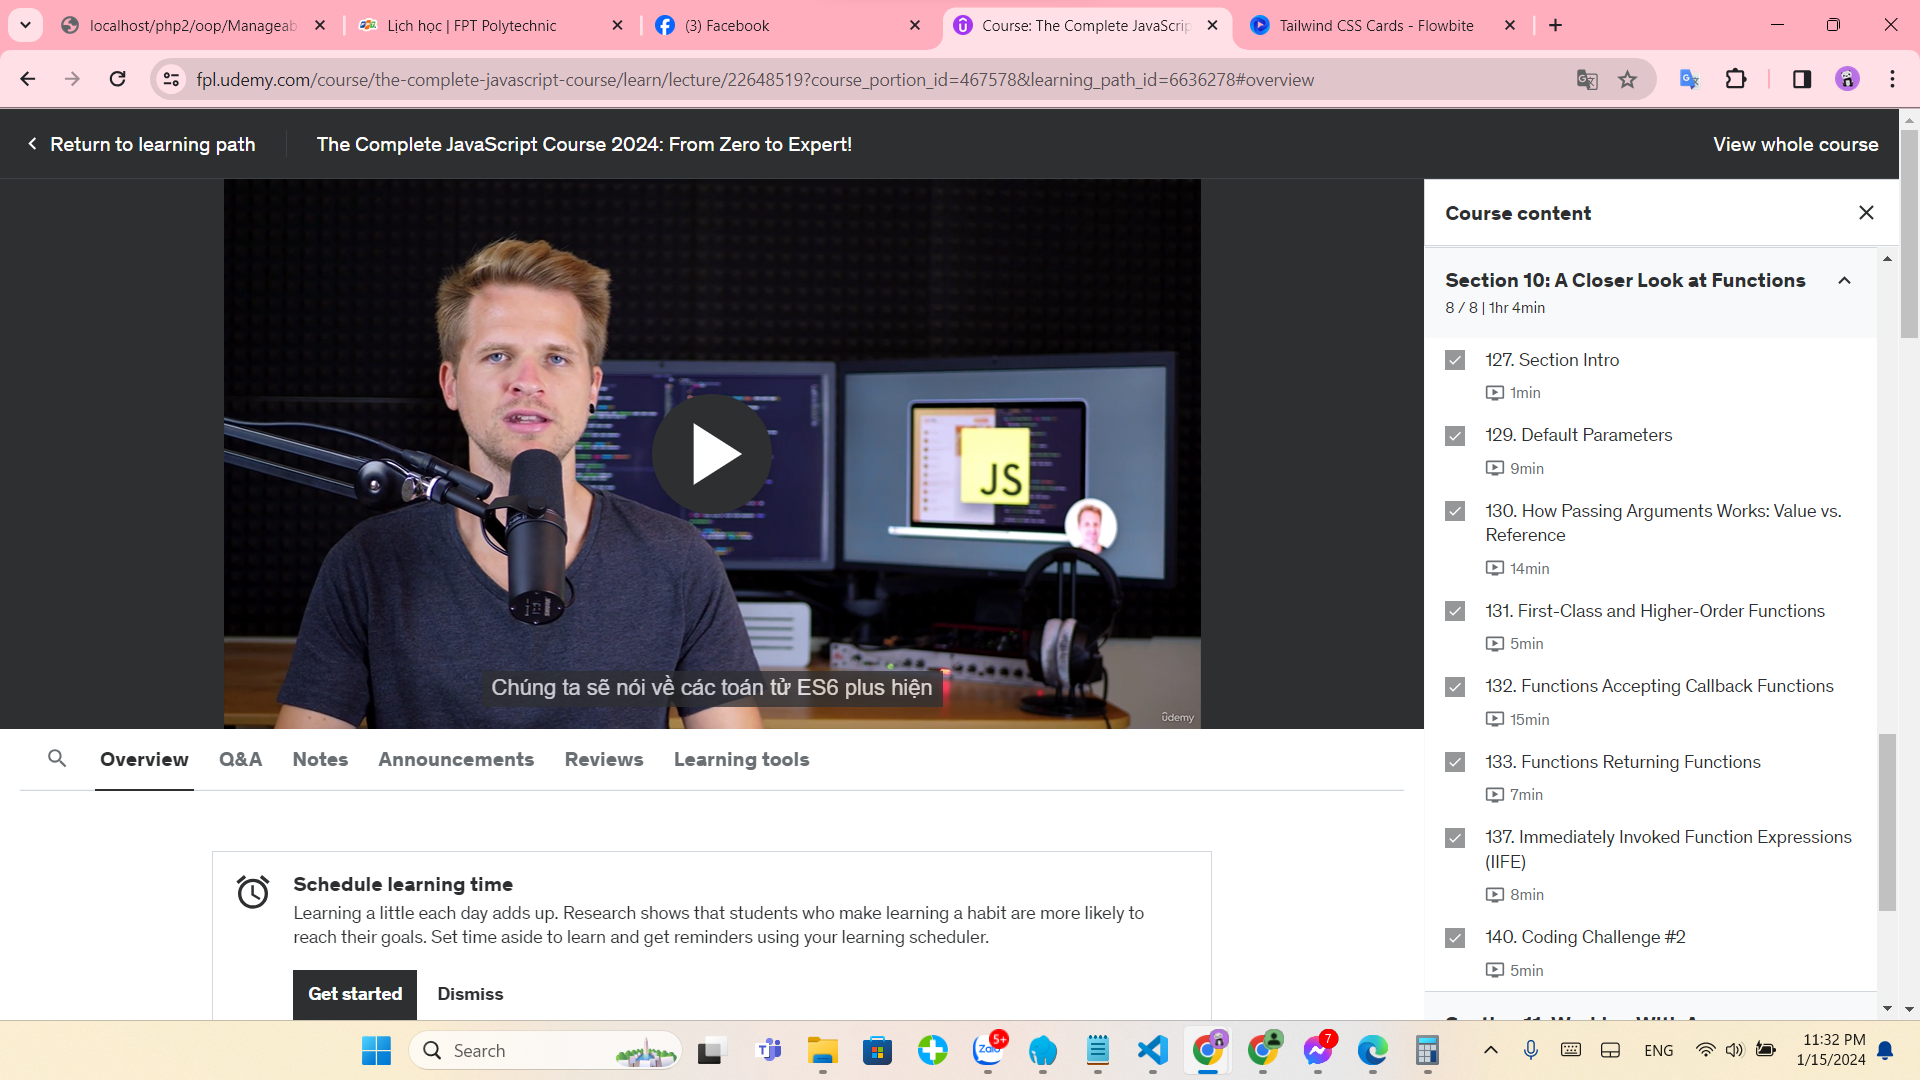 localhost/php2/oop/Manageab
Lịch học | FPT Polytechnic
(3) Facebook
Course: The Complete JavaScrip
Tailwind CSS Cards - Flowbite
fpl.udemy.com/course/the-complete-javascript-course/learn/lecture/22648519?course_portion_id=467578&learning_path_id=6636278#overview
Return to learning path
The Complete JavaScript Course 2024: From Zero to Expert!
View whole course
JS
Chúng ta sẽ nói về các toán tử ES6 plus hiện
ûdemy
Course content
Section 10: A Closer Look at Functions
8 / 8 | 1hr 4min
127. Section Intro
1min
129. Default Parameters
9min
130. How Passing Arguments Works: Value vs.
Reference
14min
131. First-Class and Higher-Order Functions
5min
132. Functions Accepting Callback Functions
15min
133. Functions Returning Functions
7min
137. Immediately Invoked Function Expressions
(IIFE)
8min
140. Coding Challenge #2
5min
Overview
Q&A
Notes
Announcements
Reviews
Learning tools
Schedule learning time
Learning a little each day adds up. Research shows that students who make learning a habit are more likely to
reach their goals. Set time aside to learn and get reminders using your learning scheduler.
Get started
Dismiss
Search
Zalo
5+
7
ENG
11:32 PM
1/15/2024